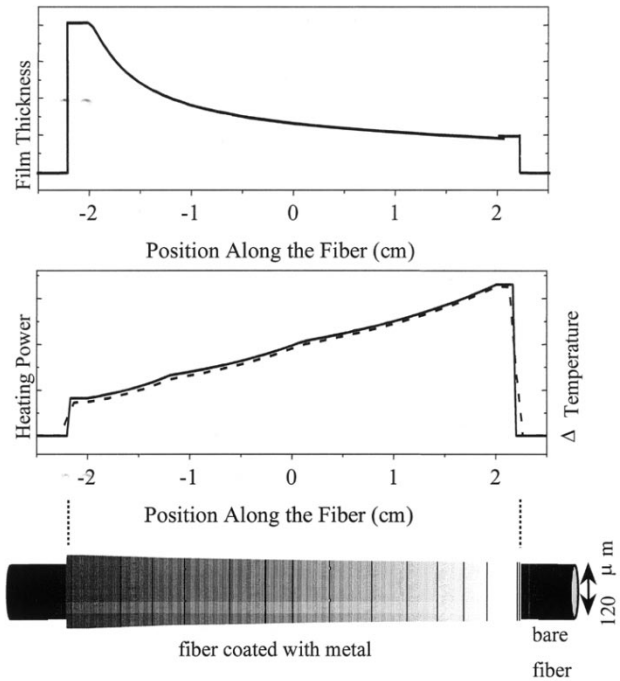 Film Thickness
-2 -1 0 1 2
Position Along the Fiber (cm)
Heating Power
Δ Temperature
-2 -1 0 1 2
Position Along the Fiber (cm)
120 μ m
fiber coated with metal
bare
fiber